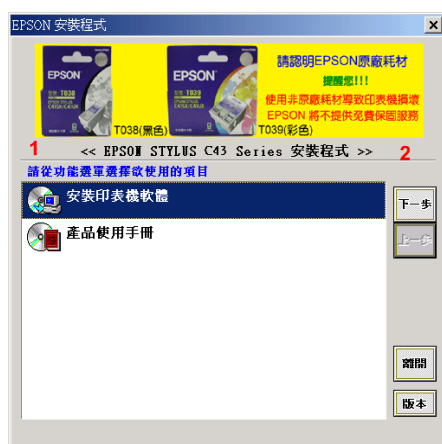 EPSON 安裝程式
EPSON
T038
EPSON
T039
請認明EPSON原廠耗材
提醒您!!!
使用非原廠耗材導致印表機損壞
EPSON 將不提供免費保固服務
T038(黑色)
T039(彩色)
1
<< EPSON STYLUS C43 Series 安裝程式 >>
2
請從功能選單選擇欲使用的項目
安裝印表機軟體
下一步
產品使用手冊
上一步
離開
版本